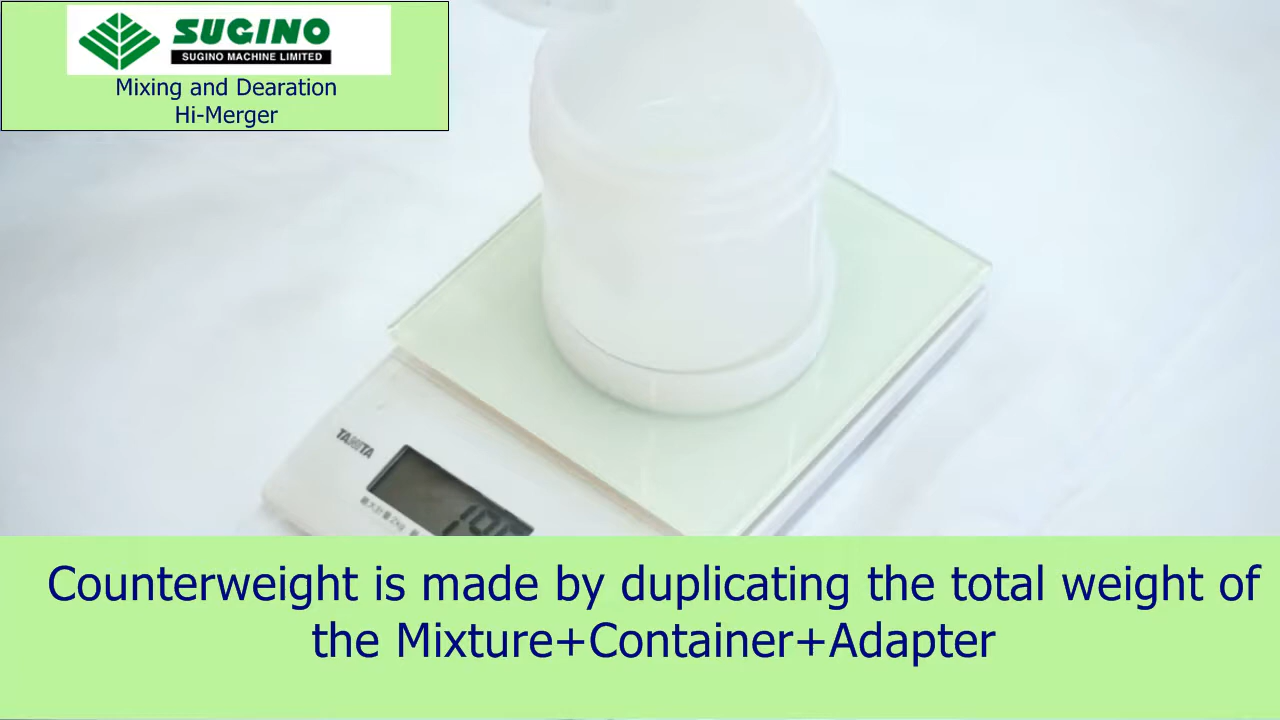 SUGINO
SUGINO MACHINE LIMITED
Mixing and Dearation
Hi-Merger
TANITA
Counterweight is made by duplicating the total weight of
the Mixture+Container+Adapter